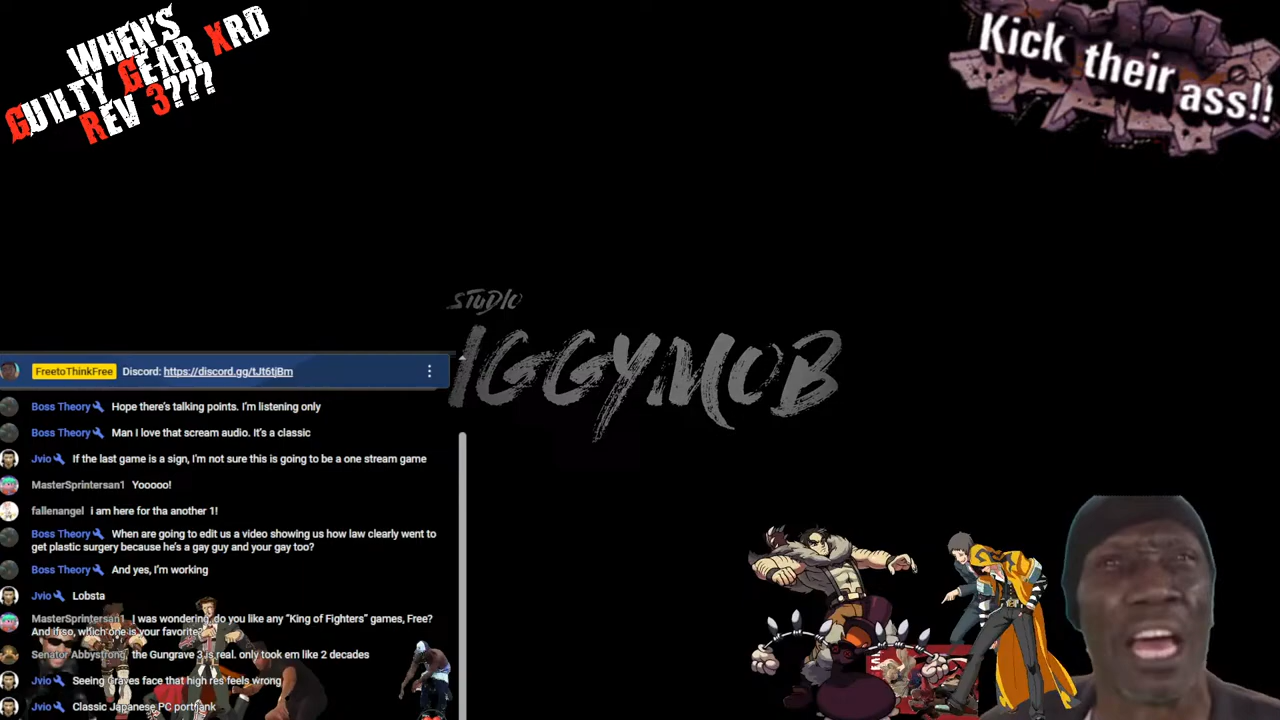 WHEN'S
GUILTY GEAR XRD
REV 3???
Kick their ass!!
STUDIO
IGGYMOB
FreetoThinkFree Discord: https://discord.gg/tJt6tjBm
Boss Theory Hope there's talking points. I'm listening only
Boss Theory Man I love that scream audio. It's a classic
Jvio If the last game is a sign, I'm not sure this is going to be a one stream game
MasterSprintersan1 Yooooo!
fallenangel i am here for tha another 1!
Boss Theory When are going to edit us a video showing us how law clearly went to
get plastic surgery because he's a gay guy and your gay too?
Boss Theory And yes, I'm working
Jvio Lobsta
MasterSprintersan1 I was wondering, do you like any "King of Fighters" games, Free?
And if so, which one is your favorite?
Senator Abbystrong, the Gungrave 3 is real. only took em like 2 decades
Jvio Seeing Graves face that high res feels wrong
Jvio Classic Japanese PC port jank